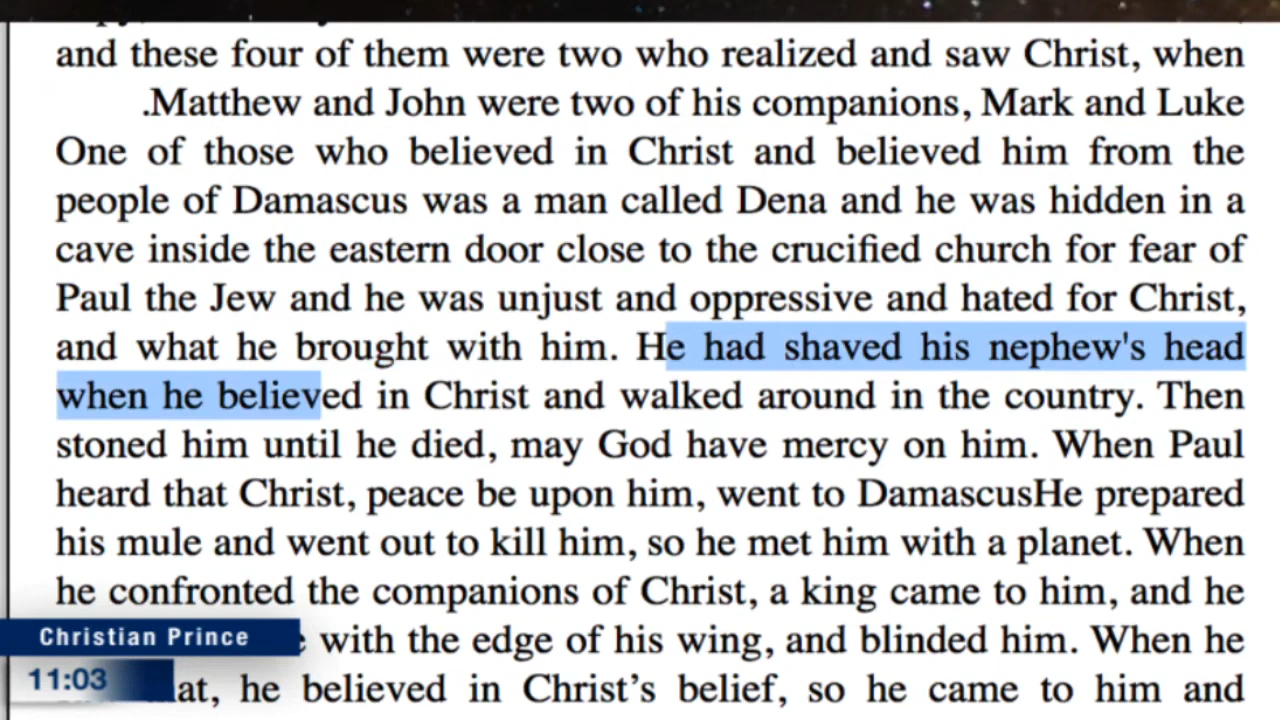 and these four of them were two who realized and saw Christ, when
.Matthew and John were two of his companions, Mark and Luke
One of those who believed in Christ and believed him from the
people of Damascus was a man called Dena and he was hidden in a
cave inside the eastern door close to the crucified church for fear of
Paul the Jew and he was unjust and oppressive and hated for Christ,
and what he brought with him. He had shaved his nephew's head
when he believed in Christ and walked around in the country. Then
stoned him until he died, may God have mercy on him. When Paul
heard that Christ, peace be upon him, went to DamascusHe prepared
his mule and went out to kill him, so he met him with a planet. When
he confronted the companions of Christ, a king came to him, and he
with the edge of his wing, and blinded him. When he
he believed in Christ’s belief, so he came to him and
Christian Prince
11:03